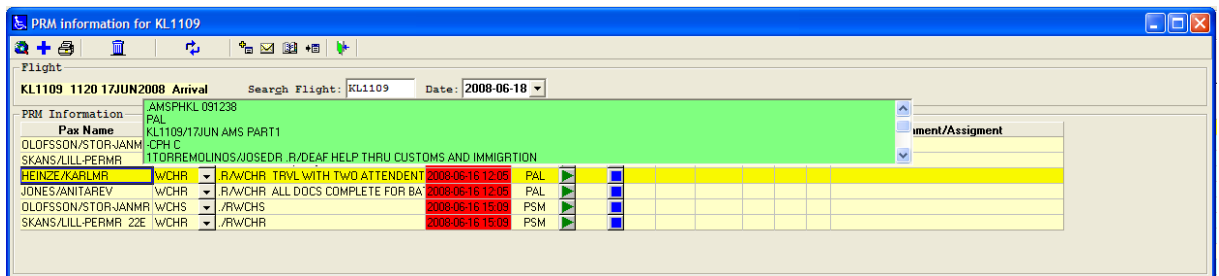 PRM information for KL1109
Flight
KL1109 1120 17JUN2008 Arrival Search Flight: KL1109 Date: 2008-06-18
PRM Information
.AMSPHKL 091238
PAL
KL1109/17JUN AMS PART1
-CPH C
1TORREMOLINOS/JOSEDR .R/DEAF HELP THRU CUSTOMS AND IMMIGRTION
Pax Name ment/Assigment
OLOFSSON/STOR-JANM
SKANS/LILL-PERMR
HEINZE/KARLMR WCHR .R/WCHR TRVL WITH TWO ATTENDENT 2008-06-16 12:05 PAL
JONES/ANITAREV WCHR .R/WCHR ALL DOCS COMPLETE FOR BA 2008-06-16 12:05 PAL
OLOFSSON/STOR-JANMR WCHS ./RWCHS 2008-06-16 15:09 PSM
SKANS/LILL-PERMR 22E WCHR ./RWCHR 2008-06-16 15:09 PSM